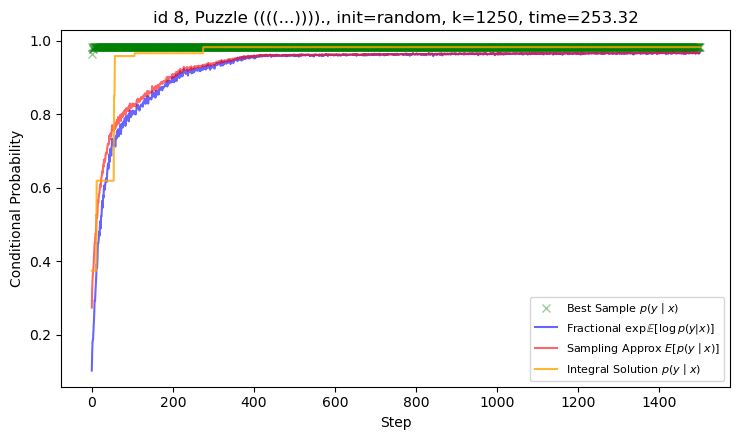 id 8, Puzzle ((((...))))., init=random, k=1250, time=253.32
Conditional Probability
1.0
0.8
0.6
0.4
0.2
0
200
400
600
800
1000
1200
1400
Step
Best Sample p(y | x)
Fractional exp 𝔼[log p(y|x)]
Sampling Approx E[p(y | x)]
Integral Solution p(y | x)